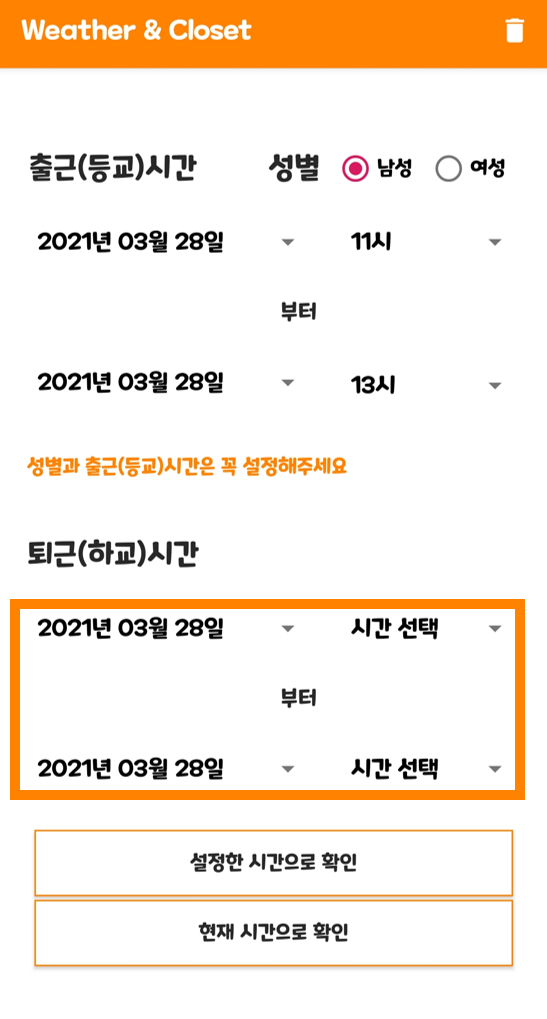 Weather & Closet
출근(등교)시간 성별 남성 여성
2021년 03월 28일 11시
부터
2021년 03월 28일 13시
성별과 출근(등교)시간은 꼭 설정해주세요
퇴근(하교)시간
2021년 03월 28일 시간 선택
부터
2021년 03월 28일 시간 선택
설정한 시간으로 확인
현재 시간으로 확인